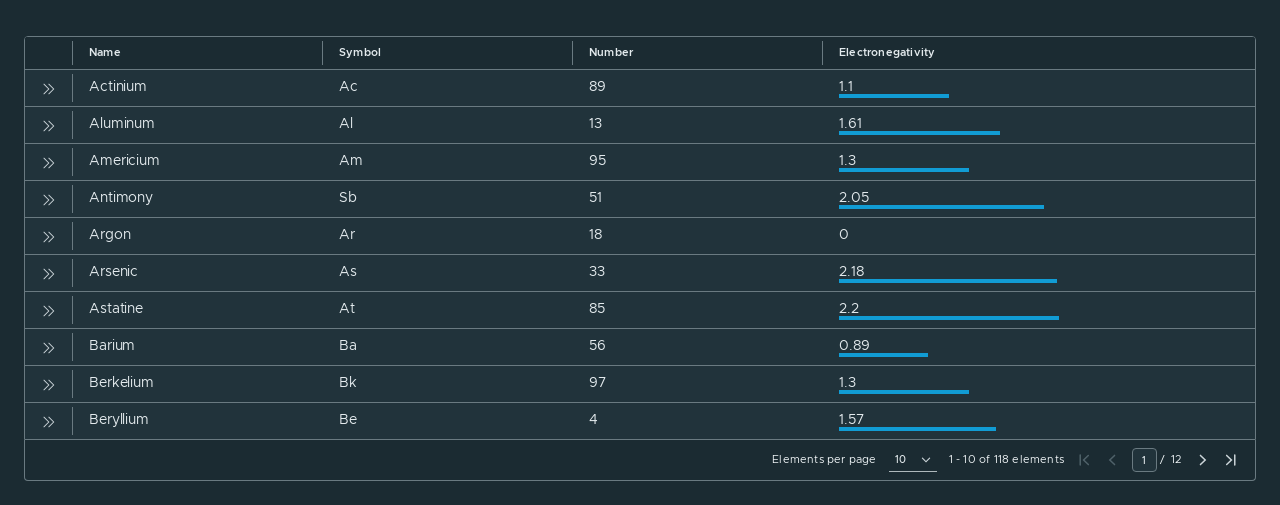 Name Symbol Number Electronegativity
Actinium Ac 89 1.1
Aluminum Al 13 1.61
Americium Am 95 1.3
Antimony Sb 51 2.05
Argon Ar 18 0
Arsenic As 33 2.18
Astatine At 85 2.2
Barium Ba 56 0.89
Berkelium Bk 97 1.3
Beryllium Be 4 1.57
Elements per page 10 1 - 10 of 118 elements 1 / 12